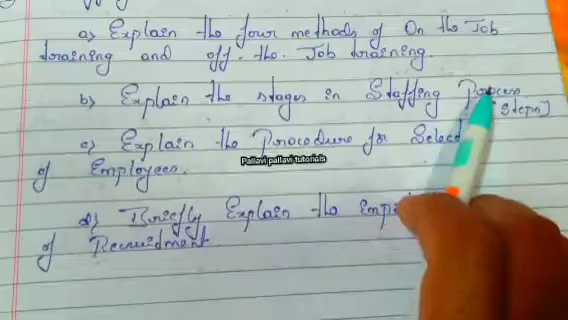 a) Explain the four methods of On the Job
training and off-the-Job training.
b) Explain the stages in Staffing Process
[Steps]
c) Explain the Procedure for Selec
of Employees.
Pallavi pallavi tutorials
d) Briefly Explain the
of Recruitment